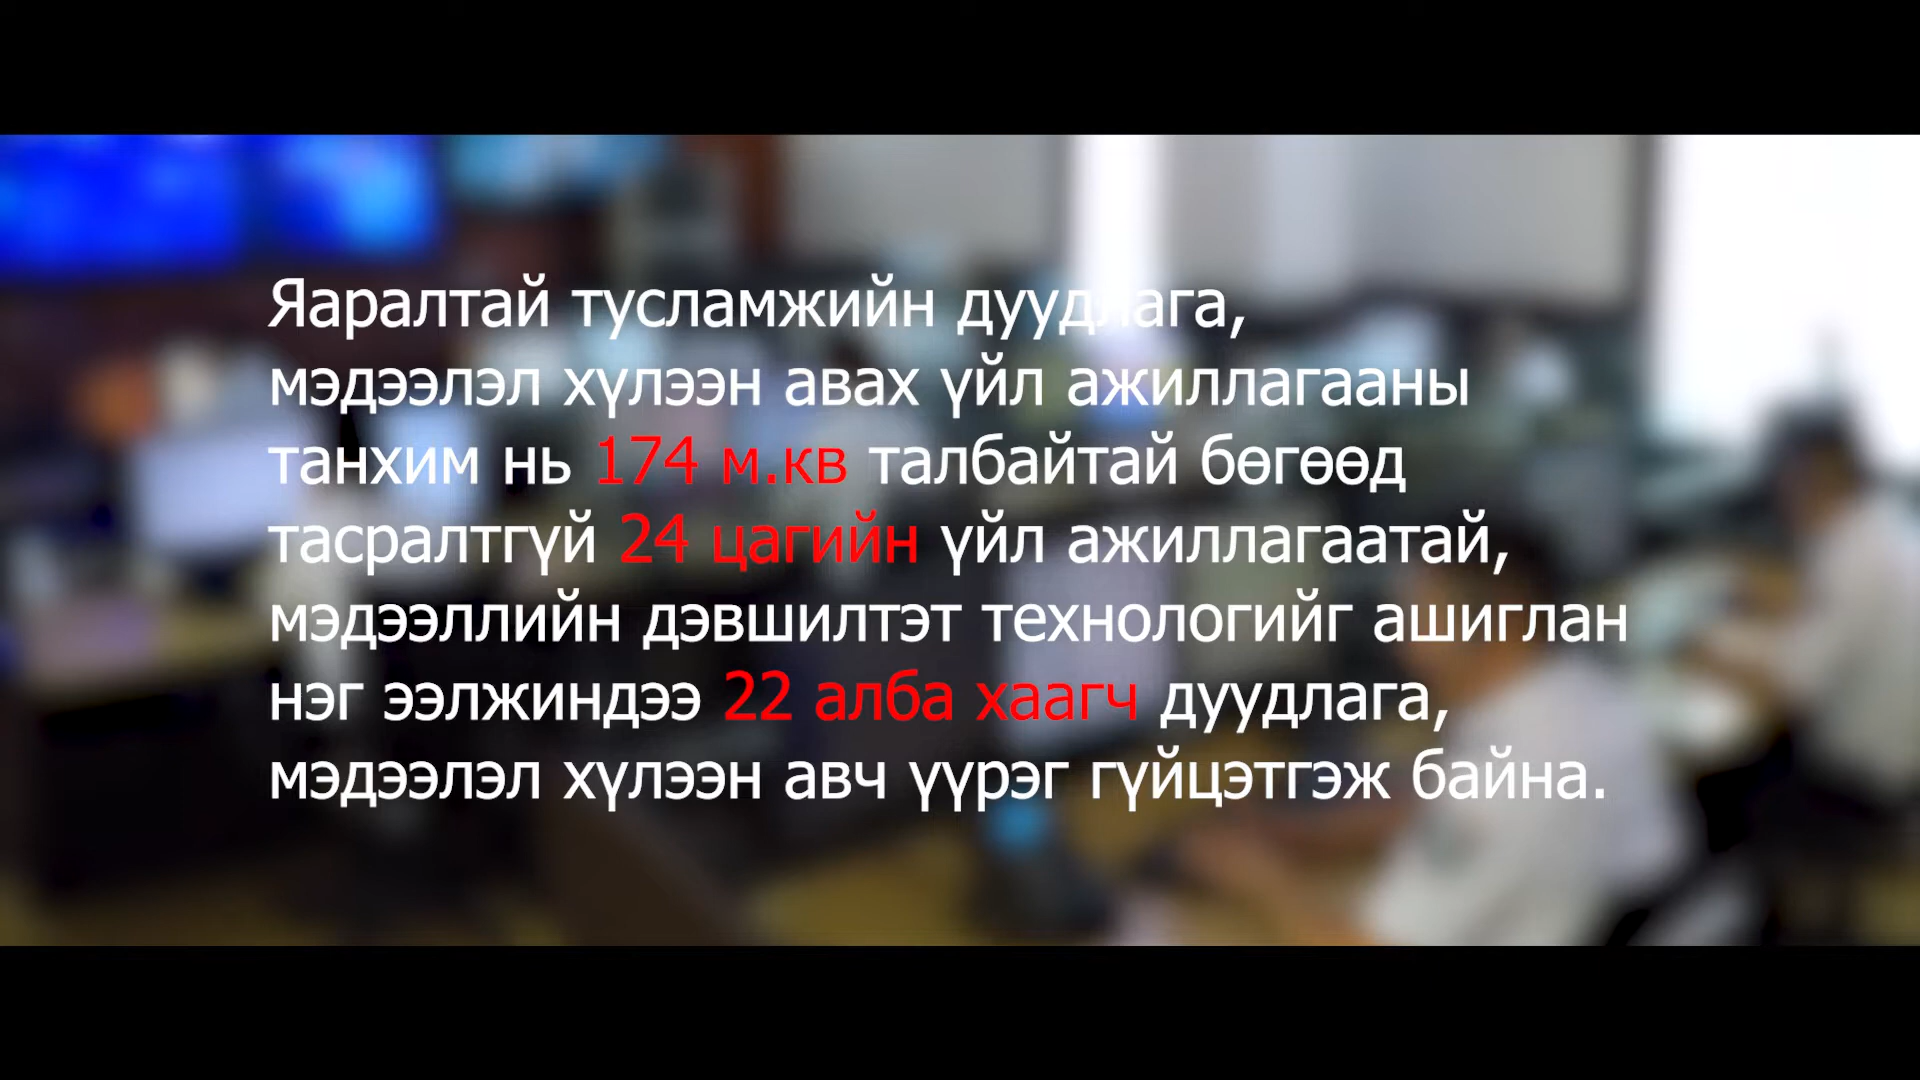 Яаралтай тусламжийн дуудлага,
мэдээлэл хүлээн авах үйл ажиллагааны
танхим нь 174 м.кв талбайтай бөгөөд
тасралтгүй 24 цагийн үйл ажиллагаатай,
мэдээллийн дэвшилтэт технологийг ашиглан
нэг ээлжиндээ 22 алба хаагч дуудлага,
мэдээлэл хүлээн авч үүрэг гүйцэтгэж байна.